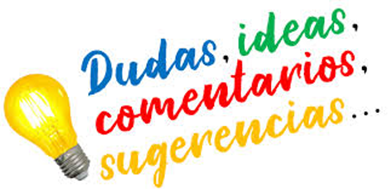 Dudas, ideas,
comentarios,
sugerencias...